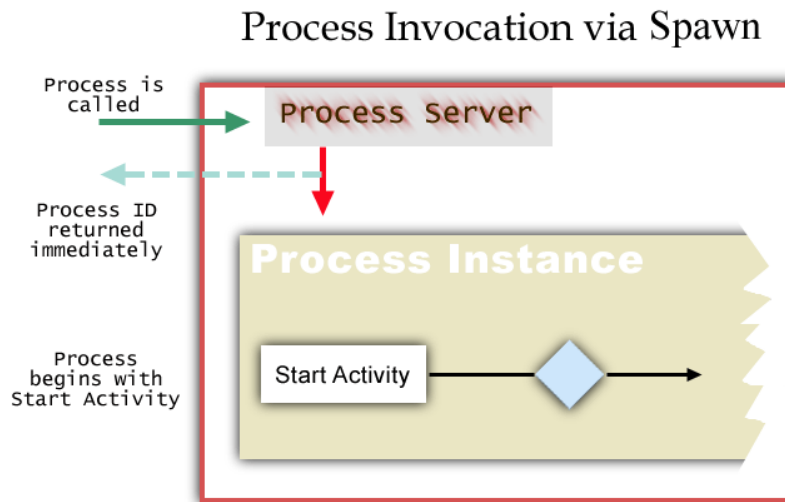 Process Invocation via Spawn
Process is
called
Process Server
Process ID
returned
immediately
Process Instance
Process
begins with
Start Activity
Start Activity